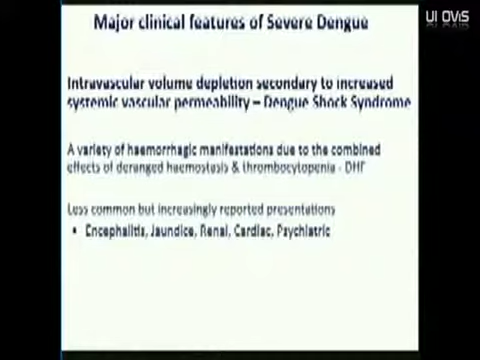 UI OViS
Major clinical features of Severe Dengue
Intravascular volume depletion secondary to increased
systemic vascular permeability – Dengue Shock Syndrome
A variety of haemorrhagic manifestations due to the combined
effects of deranged haemostasis & thrombocytopenia - DHF
Less common but increasingly reported presentations
• Encephalitis, Jaundice, Renal, Cardiac, Psychiatric